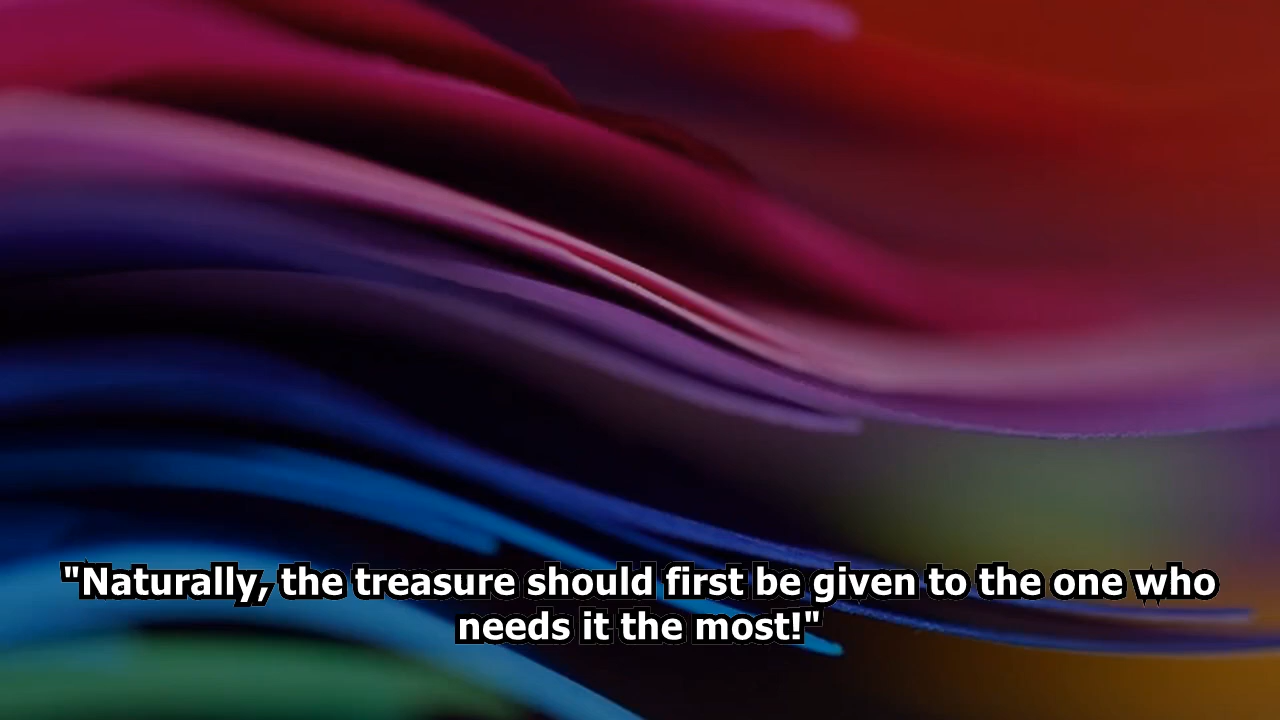 "Naturally, the treasure should first be given to the one who
needs it the most!"